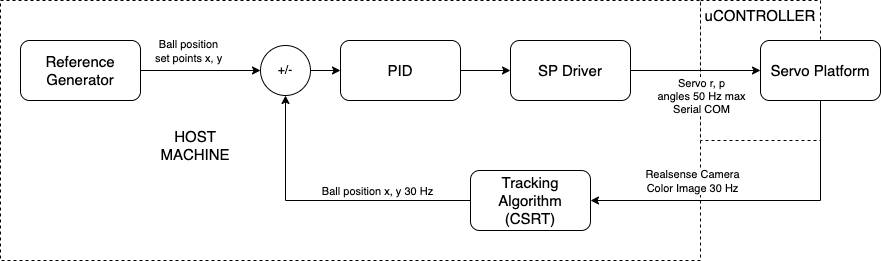 uCONTROLLER
Ball position
set points x, y
Reference
Generator
+/-
PID
SP Driver
Servo Platform
Servo r, p
angles 50 Hz max
Serial COM
HOST
MACHINE
Realsense Camera
Color Image 30 Hz
Ball position x, y 30 Hz
Tracking
Algorithm
(CSRT)